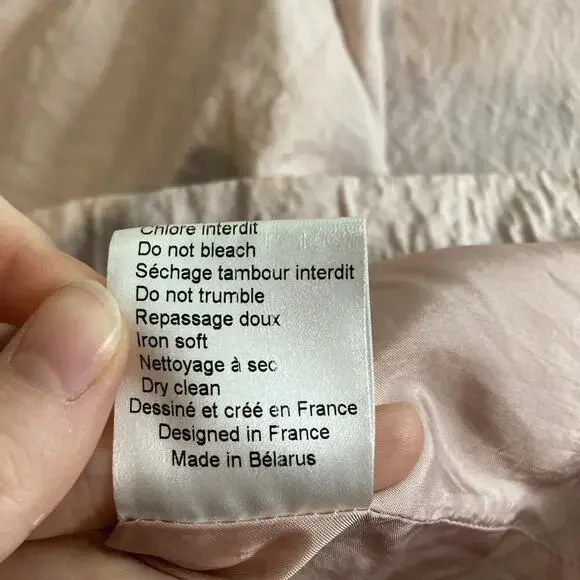 Chlore interdit
Do not bleach
Séchage tambour interdit
Do not trumble
Repassage doux
Iron soft
Nettoyage à sec
Dry clean
Dessiné et créé en France
Designed in France
Made in Bélarus